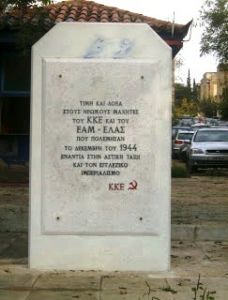 ΤΙΜΗ ΚΑΙ ΔΟΞΑ
ΣΤΟΥΣ ΗΡΩΙΚΟΥΣ ΜΑΧΗΤΕΣ
ΤΟΥ ΚΚΕ ΚΑΙ ΤΟΥ
ΕΑΜ - ΕΛΑΣ
ΠΟΥ ΠΟΛΕΜΗΣΑΝ
ΤΟ ΔΕΚΕΜΒΡΗ ΤΟΥ 1944
ΕΝΑΝΤΙΑ ΣΤΗΝ ΑΣΤΙΚΗ ΤΑΞΗ
ΚΑΙ ΤΟΝ ΕΓΓΛΕΖΙΚΟ
ΙΜΠΕΡΙΑΛΙΣΜΟ
ΚΚΕ